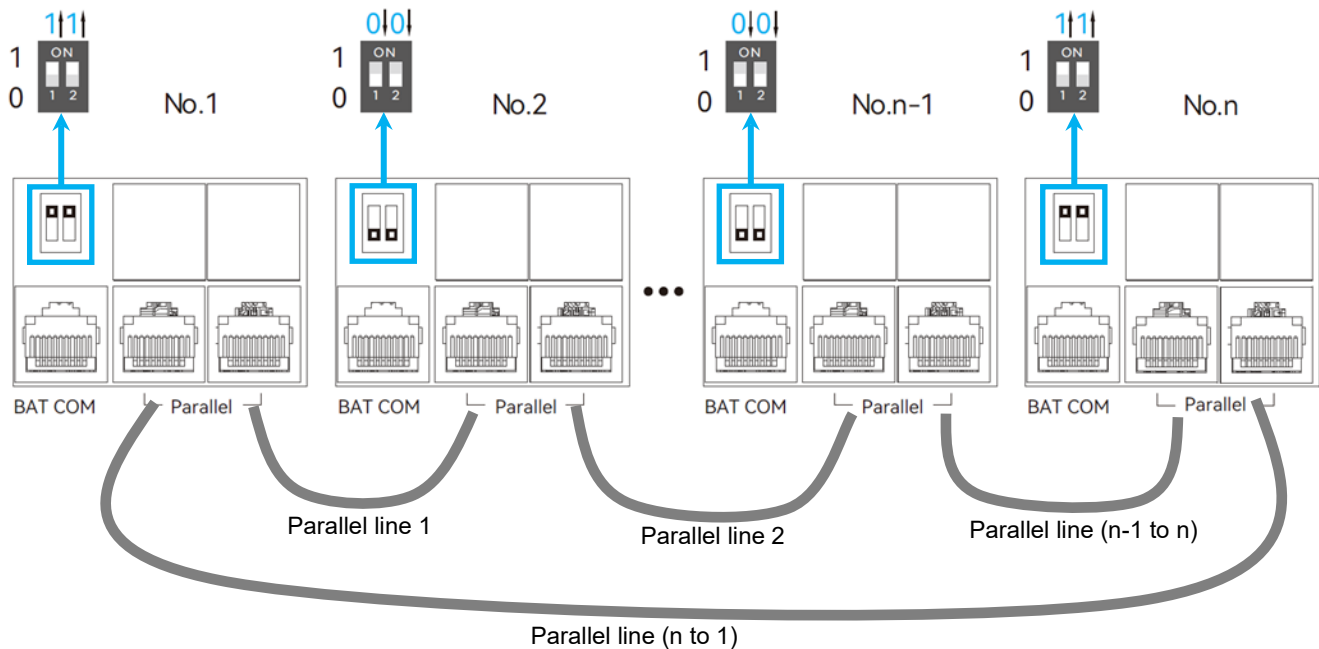 1 1
0 0
0 0
1 1
1
0
ON
1 2
No.1
1
0
ON
1 2
No.2
1
0
ON
1 2
No.n-1
1
0
ON
1 2
No.n
BAT COM
Parallel
BAT COM
Parallel
BAT COM
Parallel
BAT COM
Parallel
Parallel line 1
Parallel line 2
Parallel line (n-1 to n)
Parallel line (n to 1)